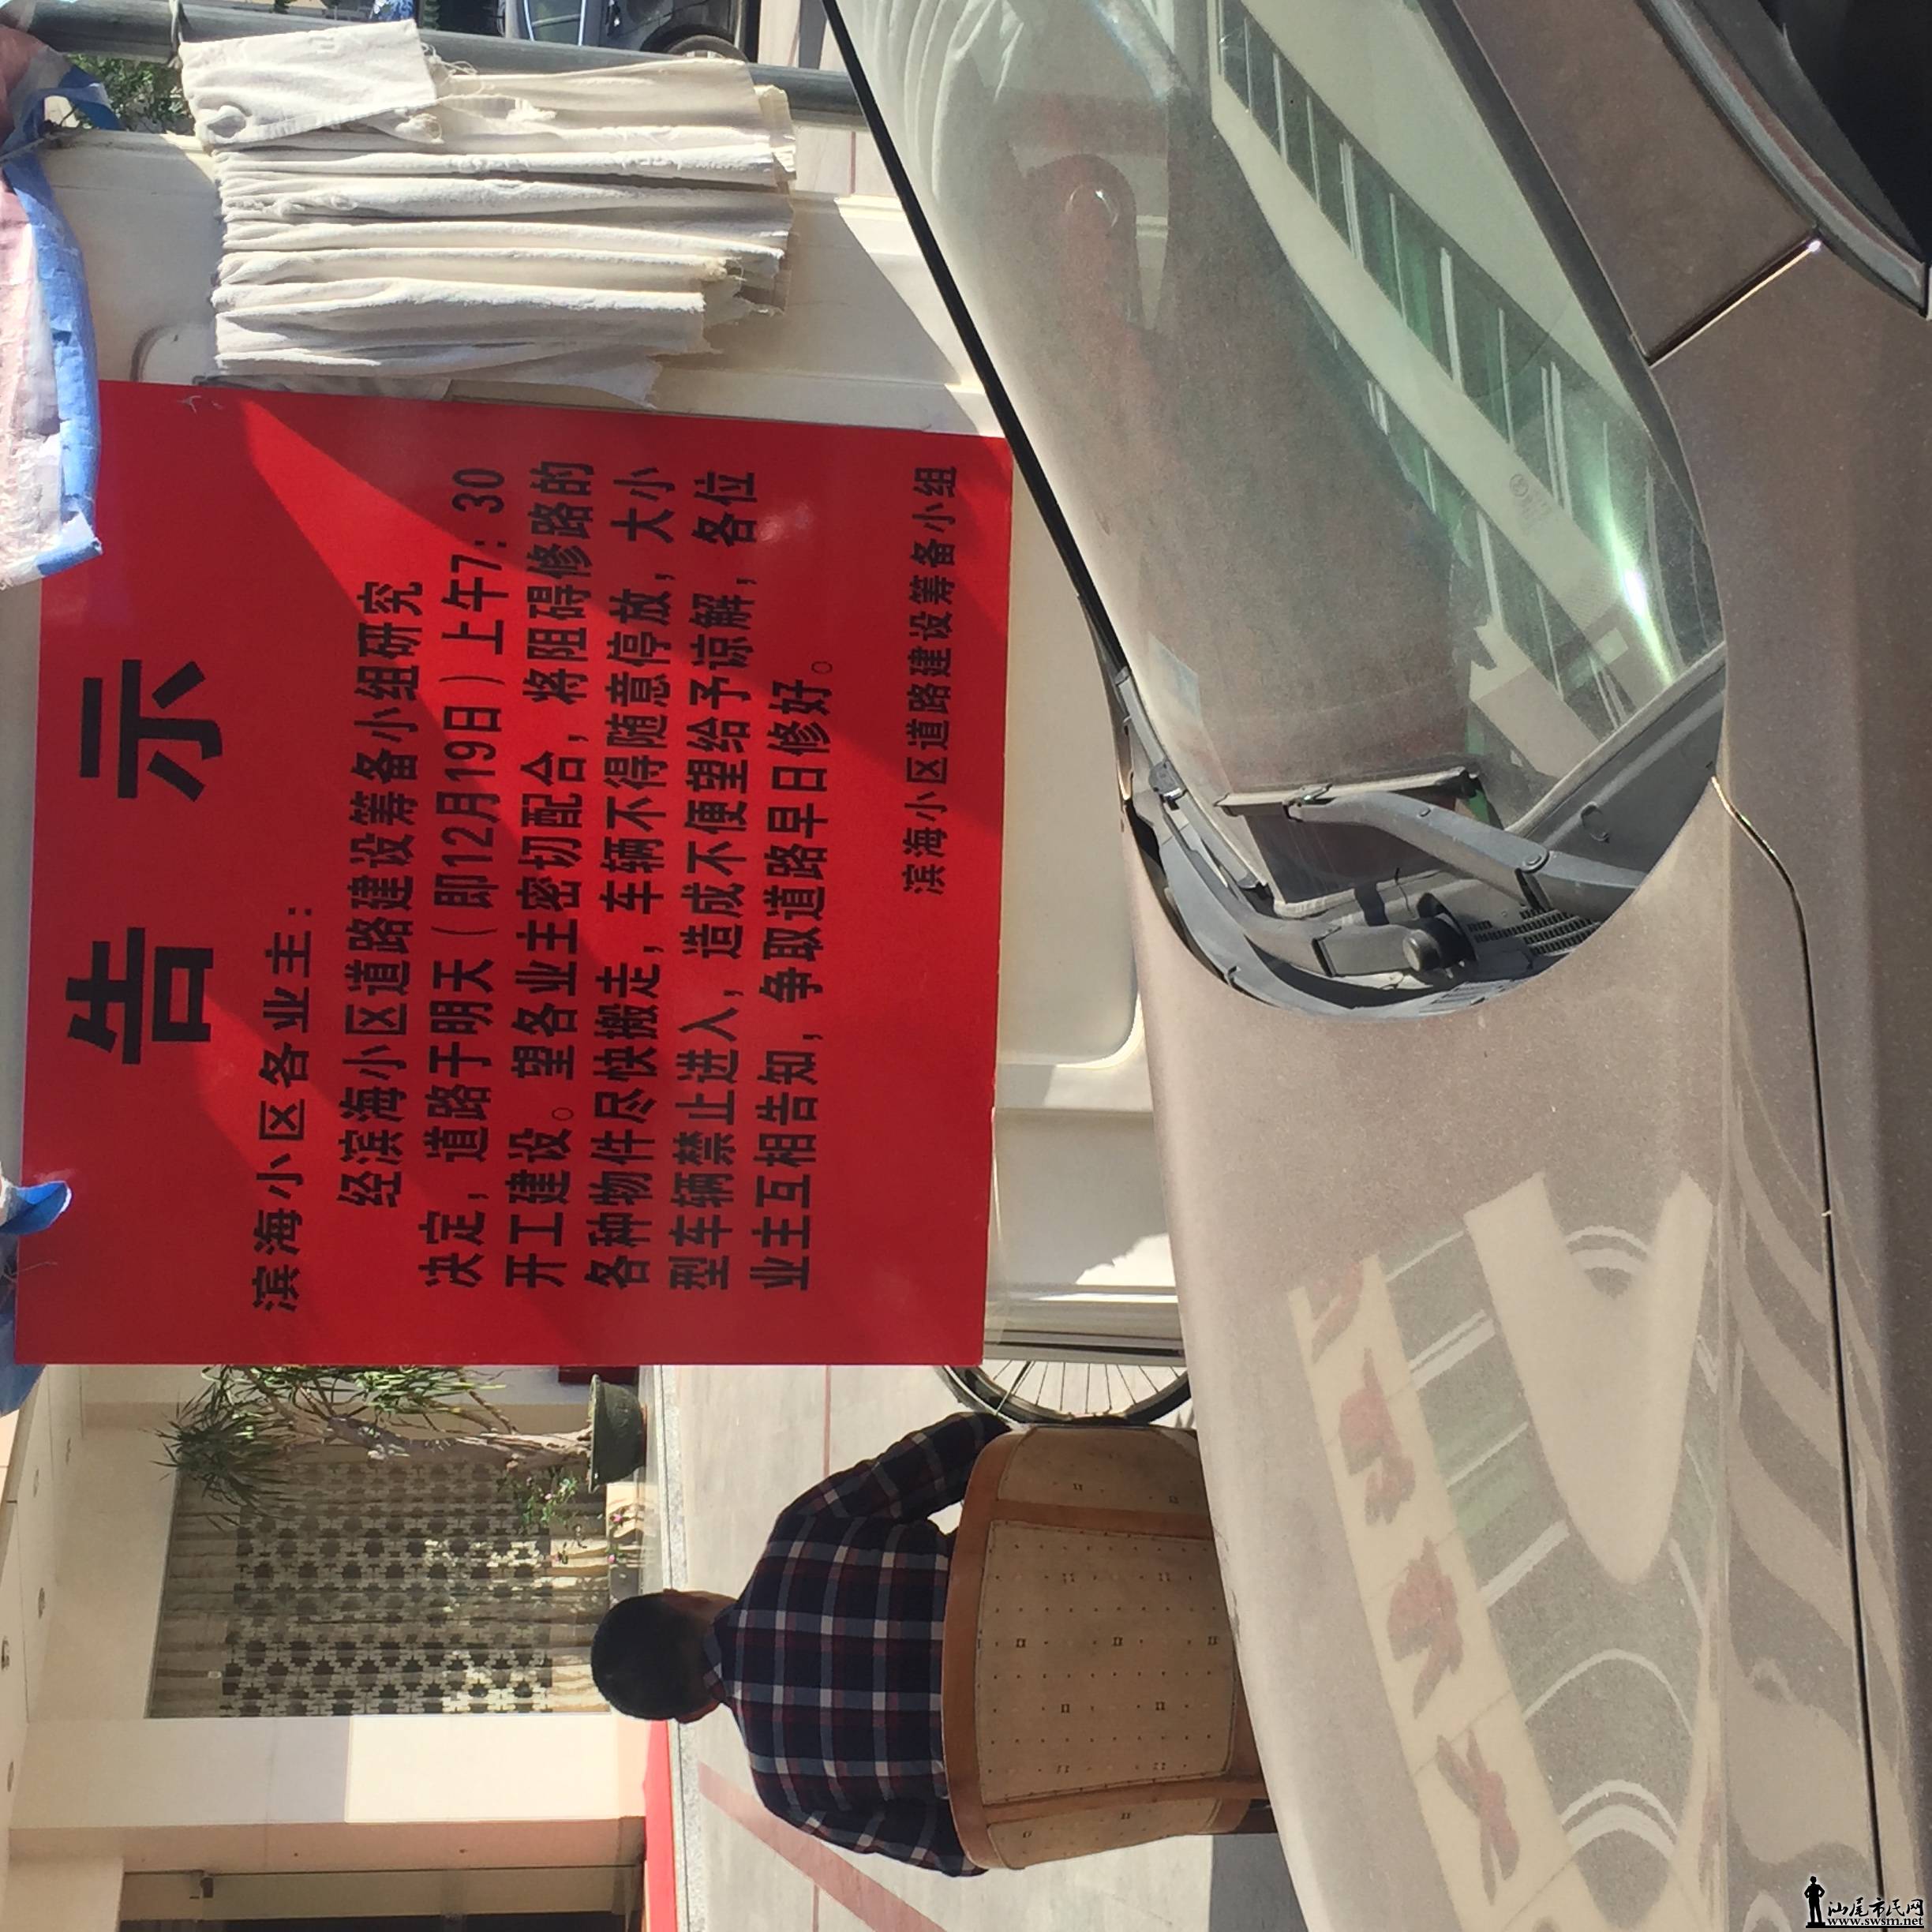 告 示
滨海小区各业主：
经滨海小区道路建设筹备小组研究
决定，道路于明天（即12月19日）上午7：30
开工建设。望各业主密切配合，将阻碍修路的
各种物件尽快搬走，车辆不得随意停放，大小
型车辆禁止进入，造成不便望给予谅解，各位
业主互相告知，争取道路早日修好。
滨海小区道路建设筹备小组
汕尾市民网
www.swsm.net